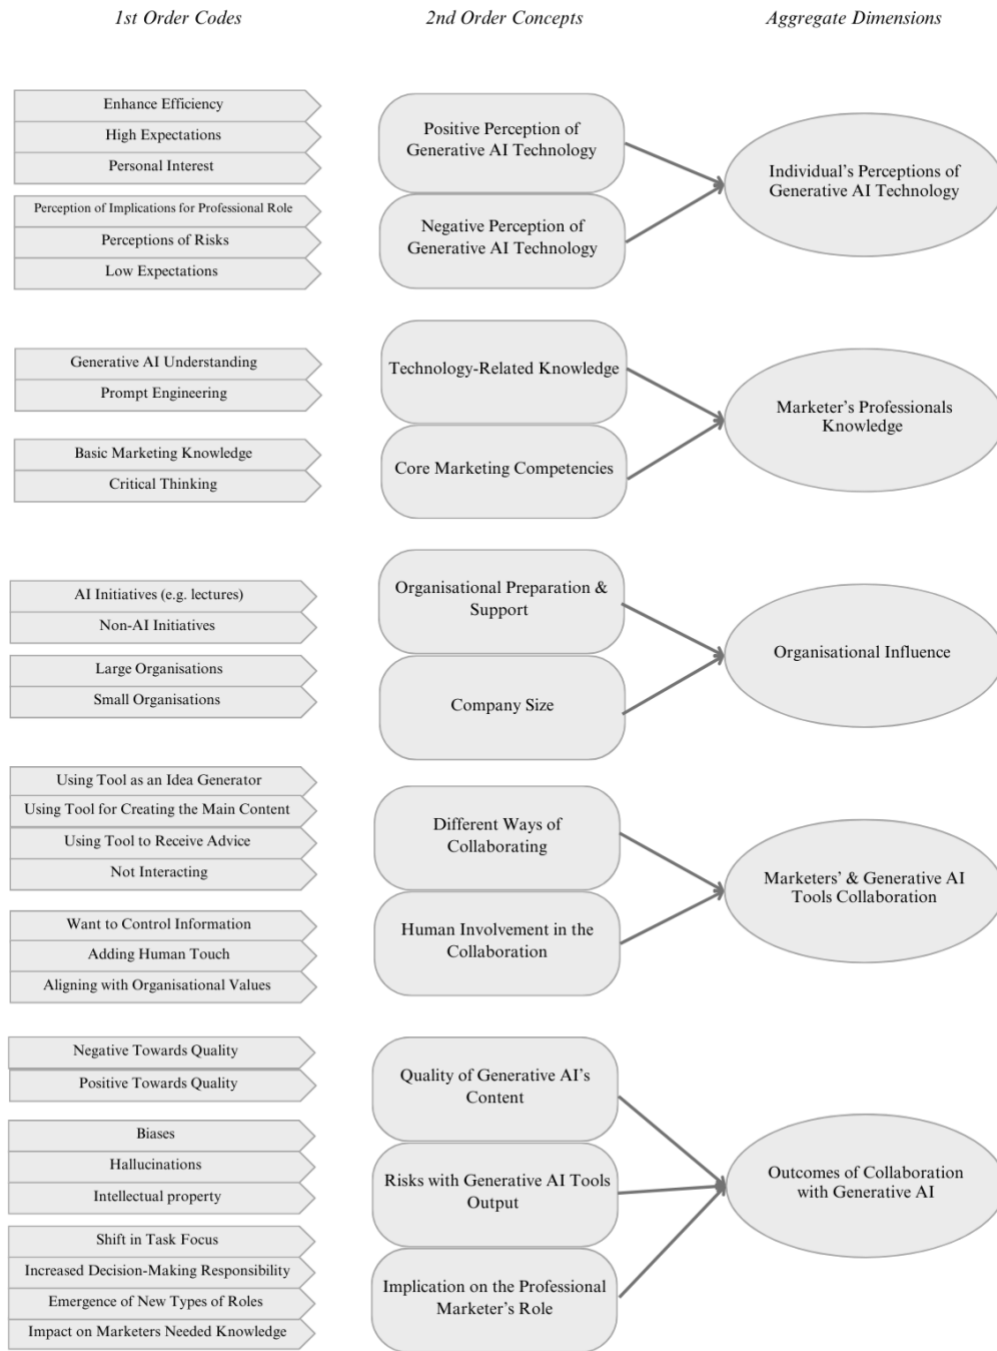 1st Order Codes
2nd Order Concepts
Aggregate Dimensions
Enhance Efficiency
High Expectations
Personal Interest
Perception of Implications for Professional Role
Perceptions of Risks
Low Expectations
Positive Perception of
Generative AI Technology
Negative Perception of
Generative AI Technology
Individual's Perceptions of
Generative AI Technology
Generative AI Understanding
Prompt Engineering
Basic Marketing Knowledge
Critical Thinking
Technology-Related Knowledge
Core Marketing Competencies
Marketer's Professionals
Knowledge
AI Initiatives (e.g. lectures)
Non-AI Initiatives
Large Organisations
Small Organisations
Organisational Preparation &
Support
Company Size
Organisational Influence
Using Tool as an Idea Generator
Using Tool for Creating the Main Content
Using Tool to Receive Advice
Not Interacting
Want to Control Information
Adding Human Touch
Aligning with Organisational Values
Different Ways of
Collaborating
Human Involvement in the
Collaboration
Marketers' & Generative AI
Tools Collaboration
Negative Towards Quality
Positive Towards Quality
Biases
Hallucinations
Intellectual property
Shift in Task Focus
Increased Decision-Making Responsibility
Emergence of New Types of Roles
Impact on Marketers Needed Knowledge
Quality of Generative AI's
Content
Risks with Generative AI Tools
Output
Implication on the Professional
Marketer's Role
Outcomes of Collaboration
with Generative AI